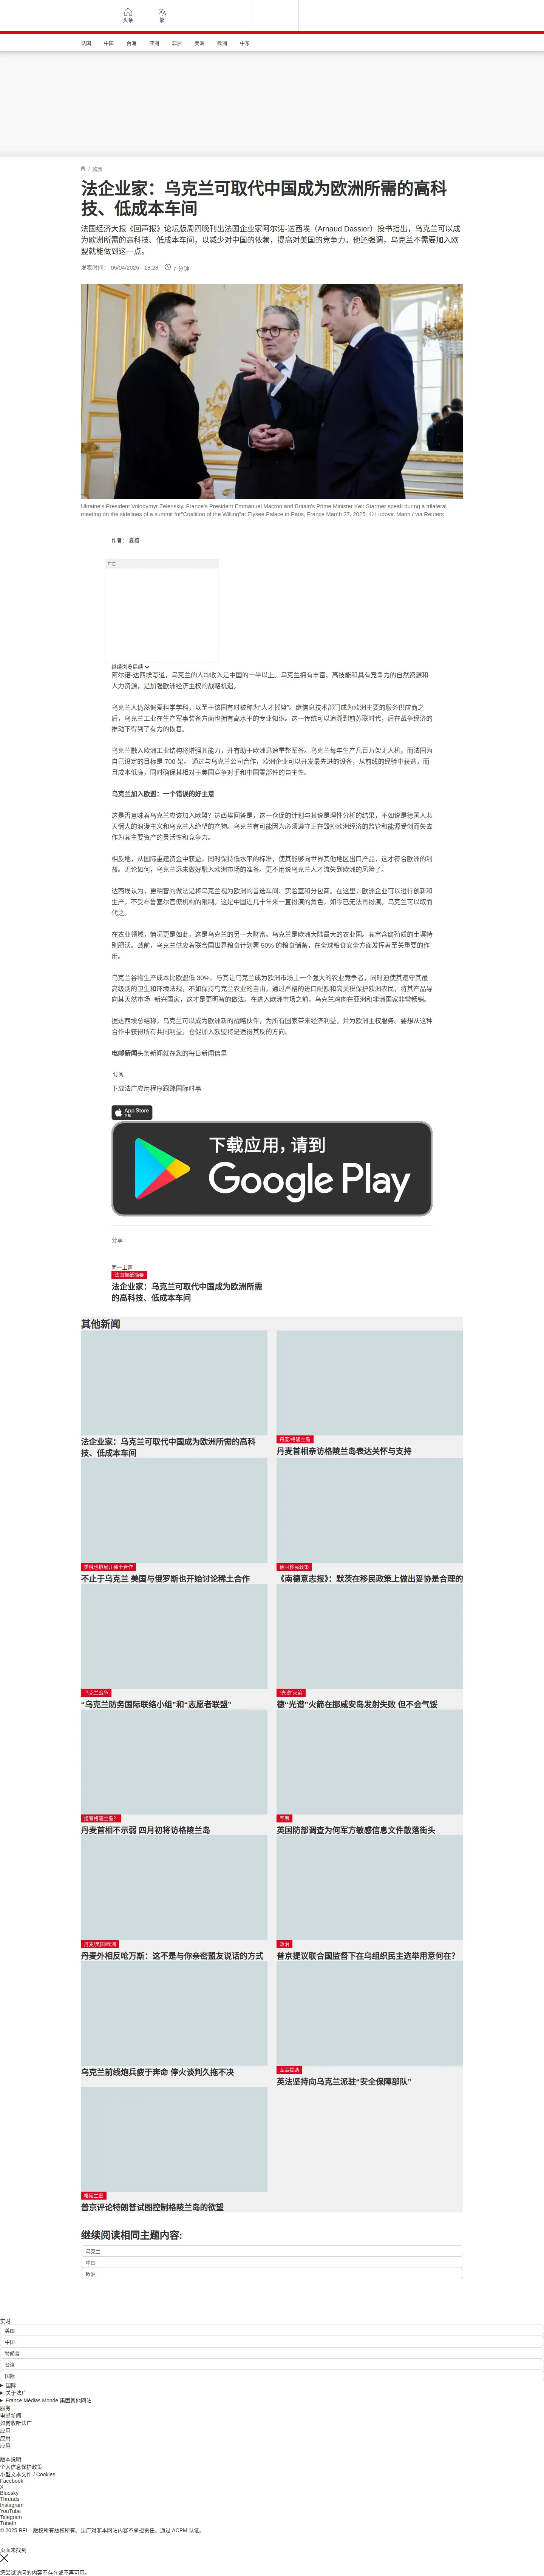 头条
繁
法国
中国
台海
亚洲
非洲
美洲
欧洲
中东
政治
法企业家：乌克兰可取代中国成为欧洲所需的高科
技、低成本车间
法国经济大报《回声报》论坛版周四晚刊出法国企业家阿尔诺-达西埃（Arnaud Dassier）投书指出，乌克兰可以成
为欧洲所需的高科技、低成本车间，以减少对中国的依赖，提高对美国的竞争力。他还强调，乌克兰不需要加入欧
盟就能做到这一点。
发表时间： 05/04/2025 - 18:28
7 分钟
Ukraine's President Volodymyr Zelenskiy, France's President Emmanuel Macron and Britain's Prime Minister Keir Starmer speak during a trilateral
meeting on the sidelines of a summit for"Coalition of the Willing"at Elysee Palace in Paris, France March 27, 2025. © Ludovic Marin / via Reuters
作者： 夏榕
广告
继续浏览后续
阿尔诺-达西埃写道，乌克兰的人均收入是中国的一半以上。乌克兰拥有丰富、高技能和具有竞争力的自然资源和
人力资源，是加强欧洲经济主权的战略机遇。
乌克兰人仍然偏爱科学学科，以至于该国有时被称为“人才摇篮”。继信息技术部门成为欧洲主要的服务供应商之
后，乌克兰工业在生产军事装备方面也拥有高水平的专业知识。这一传统可以追溯到前苏联时代，后在战争经济的
推动下得到了有力的恢复。
乌克兰融入欧洲工业结构将增强其能力，并有助于欧洲迅速重整军备。乌克兰每年生产几百万架无人机，而法国为
自己设定的目标是 700 架。 通过与乌克兰公司合作，欧洲企业可以开发最先进的设备，从前线的经验中获益，而
且成本低廉，同时确保其相对于美国竞争对手和中国零部件的自主性。
乌克兰加入欧盟：一个错误的好主意
这是否意味着乌克兰应该加入欧盟？达西埃回答是，这一仓促的计划与其说是理性分析的结果，不如说是德国人悲
天悯人的浪漫主义和乌克兰人绝望的产物。乌克兰有可能因为必须遵守正在毁掉欧洲经济的监管和能源受创而失去
作为其主要资产的灵活性和竞争力。
相反地，从国际重建资金中获益，同时保持低水平的标准，使其能够向世界其他地区出口产品，这才符合欧洲的利
益。无论如何，乌克兰远未做好融入欧洲市场的准备。更不用说乌克兰人才流失到欧洲的风险了。
达西埃认为，更明智的做法是将乌克兰视为欧洲的首选车间、实验室和分包商。在这里，欧洲企业可以进行创新和
生产，不受布鲁塞尔官僚机构的限制。这是中国近几十年来一直扮演的角色，如今已无法再扮演。乌克兰可以取而
代之。
在农业领域，情况更是如此，这是乌克兰的另一大财富。乌克兰是欧洲大陆最大的农业国。其富含腐殖质的土壤特
别肥沃。战前，乌克兰供应着联合国世界粮食计划署 50% 的粮食储备，在全球粮食安全方面发挥着至关重要的作
用。
乌克兰谷物生产成本比欧盟低 30%。与其让乌克兰成为欧洲市场上一个强大的农业竞争者，同时迫使其遵守其最
高级别的卫生和环境法规，不如保持乌克兰农业的自由，通过严格的进口配额和高关税保护欧洲农民，将其产品导
向其天然市场--新兴国家，这才是更明智的做法。在进入欧洲市场之前，乌克兰鸡肉在亚洲和非洲国家非常畅销。
据达西埃总结称，乌克兰可以成为欧洲新的战略伙伴，为所有国家带来经济利益，并为欧洲主权服务。要想从这种
合作中获得所有共同利益，仓促加入欧盟将是适得其反的方向。
电邮新闻头条新闻就在您的每日新闻信里
订阅
下载法广应用程序跟踪国际时事
App Store
下载
下载应用，请到
Google Play
分享 :
同一主题
法国报纸摘要
法企业家：乌克兰可取代中国成为欧洲所需
的高科技、低成本车间
其他新闻
法企业家：乌克兰可取代中国成为欧洲所需的高科
技、低成本车间
丹麦/格陵兰岛
丹麦首相亲访格陵兰岛表达关怀与支持
美俄也拟展开稀土合作
不止于乌克兰 美国与俄罗斯也开始讨论稀土合作
德国移民政策
《南德意志报》：默茨在移民政策上做出妥协是合理的
乌克兰战争
“乌克兰防务国际联络小组”和“志愿者联盟”
“光谱”火箭
德“光谱”火箭在挪威安岛发射失败 但不会气馁
接管格陵兰岛？
丹麦首相不示弱 四月初将访格陵兰岛
军事
英国防部调查为何军方敏感信息文件散落街头
丹麦/美国/欧洲
丹麦外相反呛万斯：这不是与你亲密盟友说话的方式
政治
普京提议联合国监督下在乌组织民主选举用意何在？
乌克兰前线炮兵疲于奔命 停火谈判久拖不决
军事援助
英法坚持向乌克兰派驻“安全保障部队”
格陵兰岛
普京评论特朗普试图控制格陵兰岛的欲望
继续阅读相同主题内容:
乌克兰
中国
欧洲
实时
美国
中国
特朗普
台湾
国际
国际
关于法广
France Médias Monde 集团其他网站
服务
电邮新闻
如何收听法广
应用
应用
应用
版本说明
个人信息保护政策
小型文本文件 / Cookies
Facebook
X
Bluesky
Threads
Instagram
YouTube
Telegram
TuneIn
© 2025 RFI – 版权所有版权所有。法广对非本网站内容不承担责任。通过 ACPM 认证。
页面未找到
您尝试访问的内容不存在或不再可用。